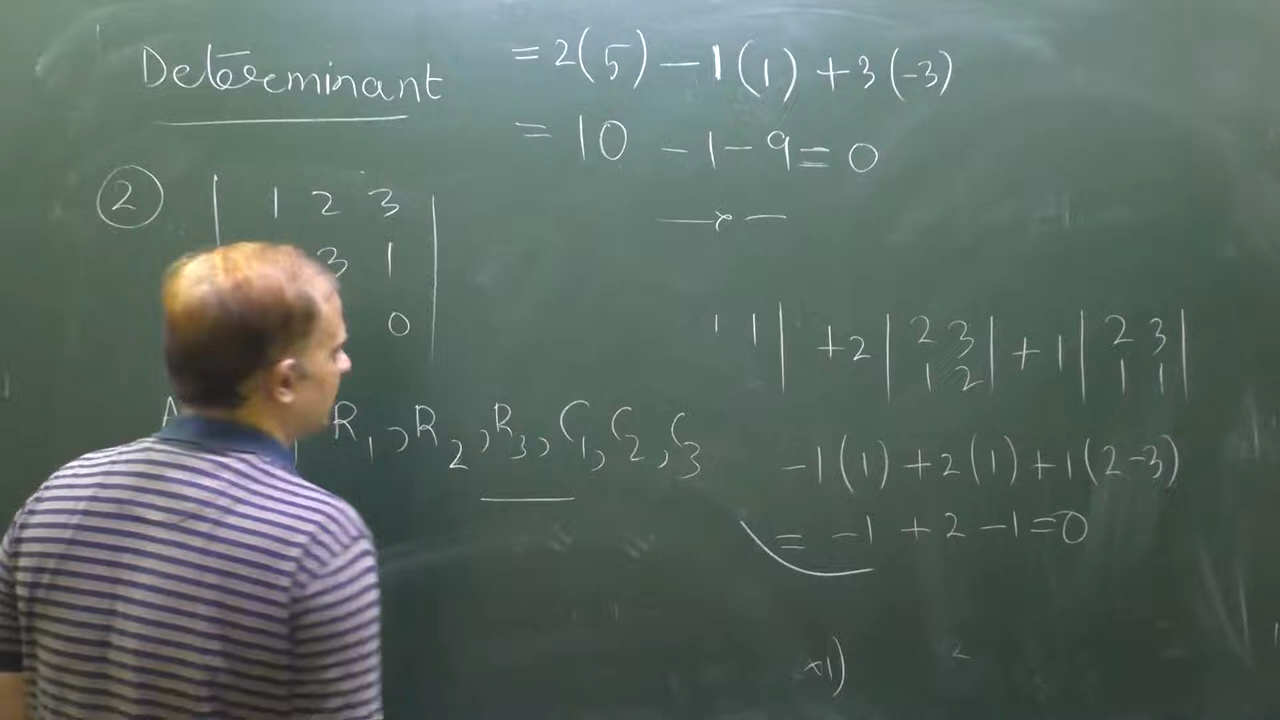 Determinant
= 2(5) - 1(1) + 3(-3)
= 10 - 1 - 9 = 0
2
| 1 2 3 |
3 1
0
R1, R2, R3, C1, C2, C3
1 | + 2 | 2 3 | + 1 | 2 3 |
1 2 1 1
-1(1) + 2(1) + 1(2-3)
= -1 + 2 - 1 = 0
×1)